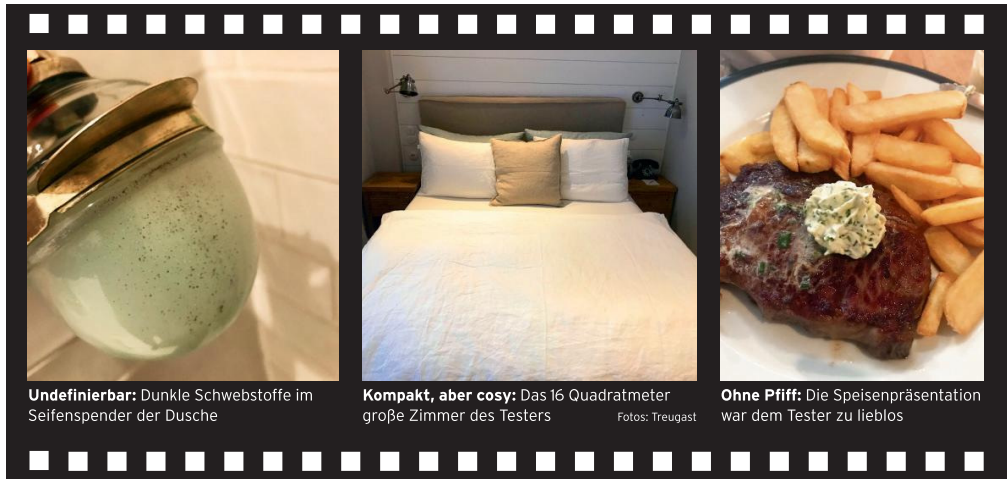 Undefinierbar: Dunkle Schwebstoffe im
Seifenspender der Dusche
Kompakt, aber cosy: Das 16 Quadratmeter
große Zimmer des Testers
Fotos: Treugast
Ohne Pfiff: Die Speisenpräsentation
war dem Tester zu lieblos